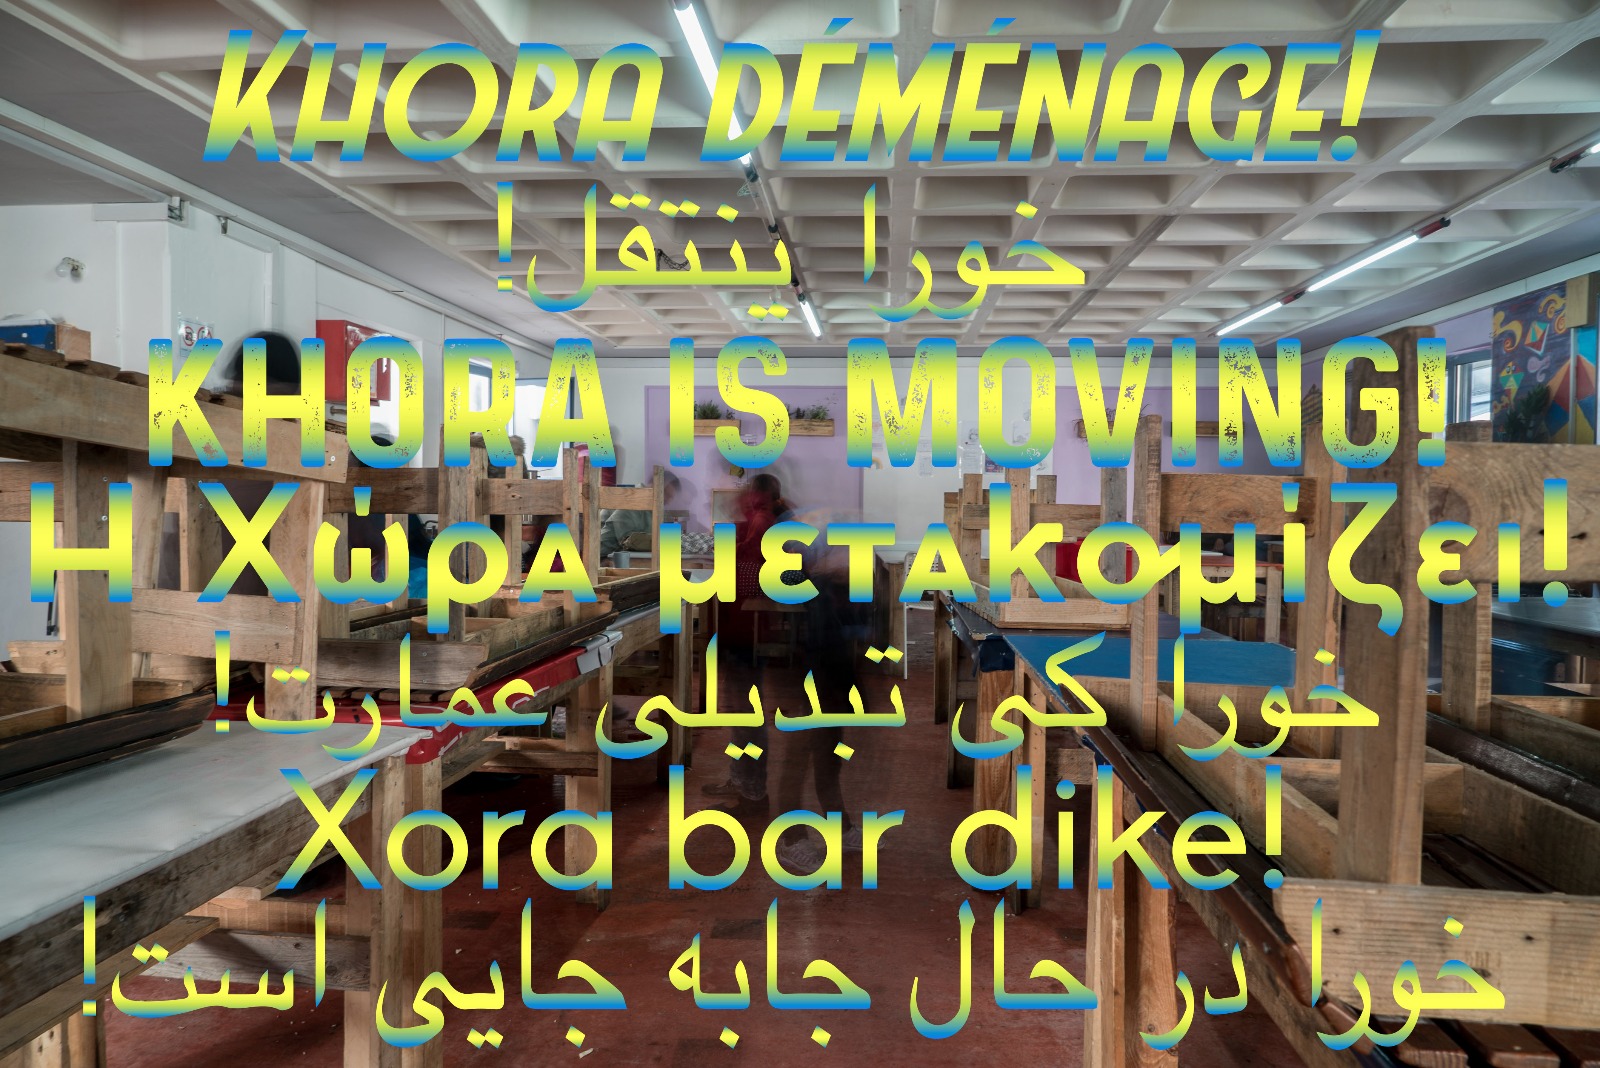 KHORA DÉMÉNAGE!
خورا ينتقل!
KHORA IS MOVING!
Η Χώρα μετακομίζει!
خورا کی تبدیلی عمارت!
Xora bar dike!
خورا در حال جابه جایی است!